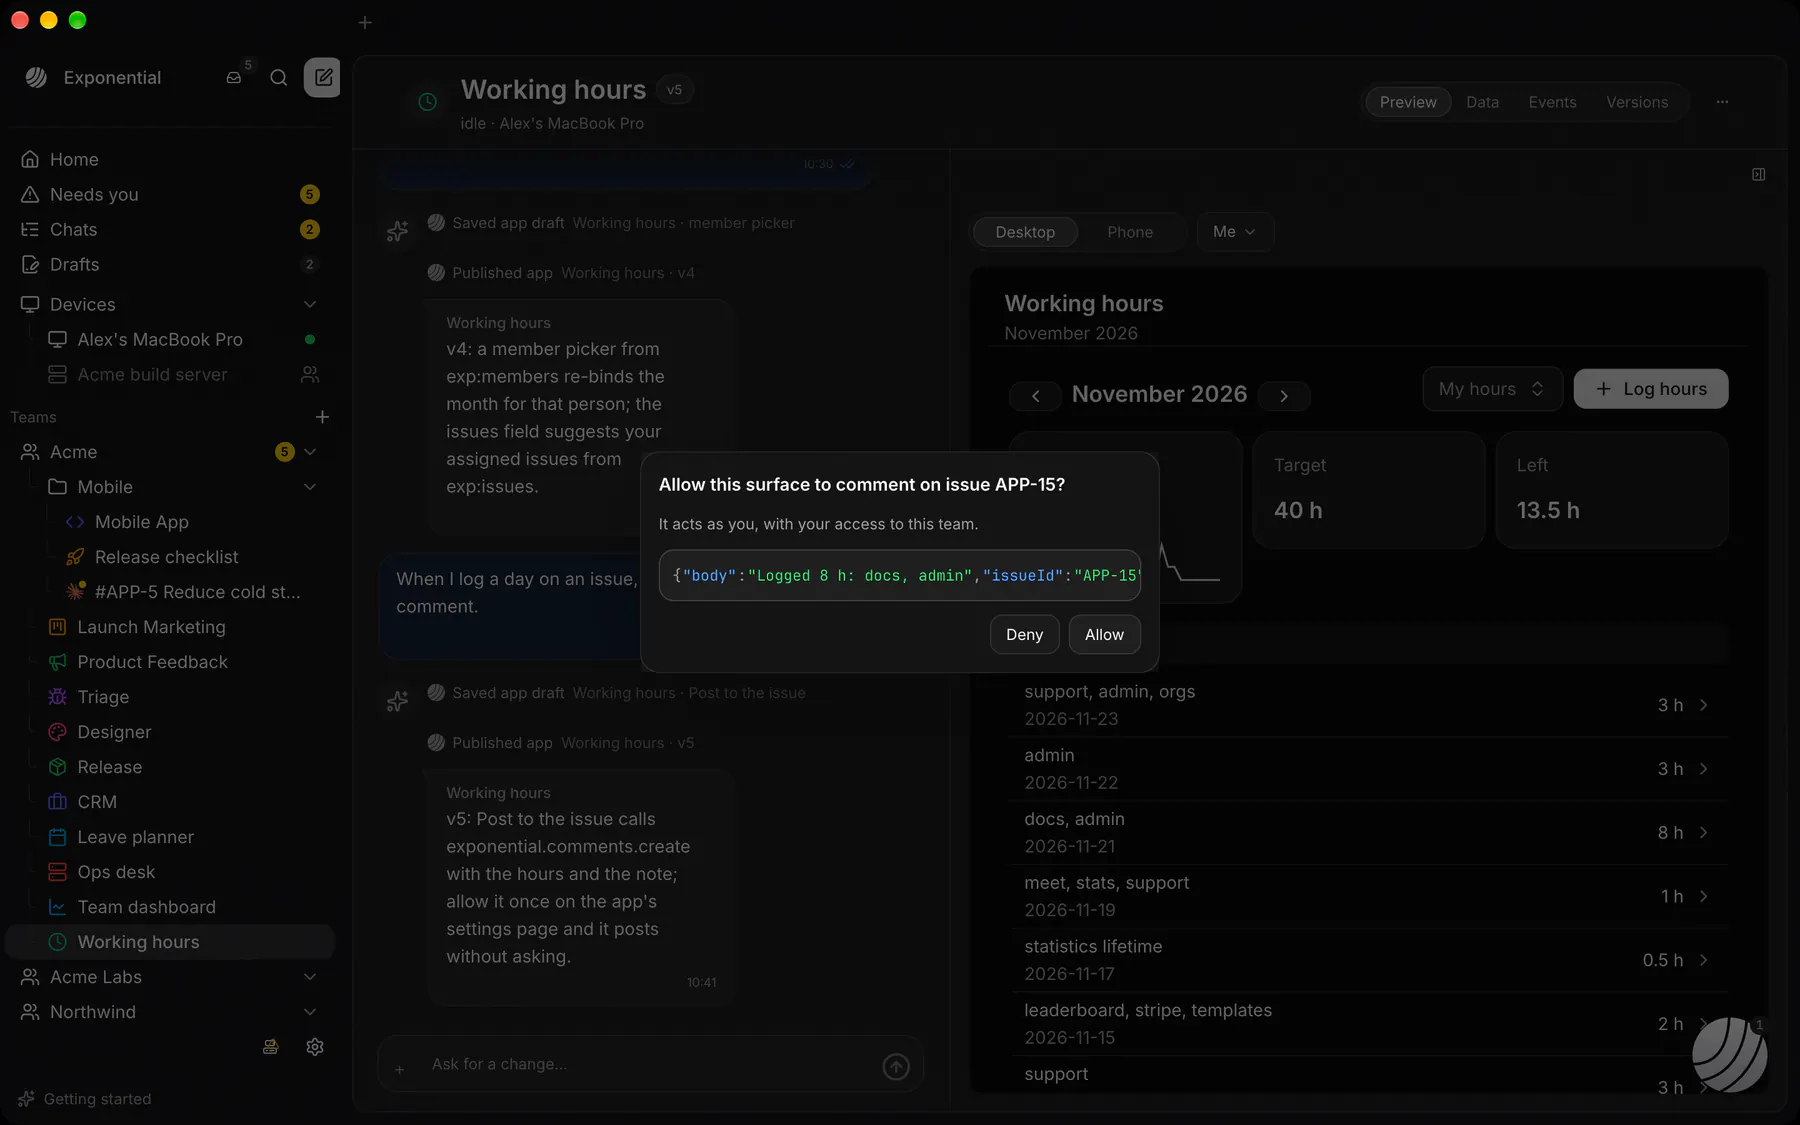 Exponential
5
Home
Needs you
5
Chats
2
Drafts
2
Devices
Alex's MacBook Pro
Acme build server
Teams
Acme
5
Mobile
Mobile App
Release checklist
#APP-5 Reduce cold st...
Launch Marketing
Product Feedback
Triage
Designer
Release
CRM
Leave planner
Ops desk
Team dashboard
Working hours
Acme Labs
Northwind
Getting started
Working hours
v5
idle · Alex's MacBook Pro
Preview
Data
Events
Versions
10:30
Saved app draft Working hours · member picker
Published app Working hours · v4
Working hours
v4: a member picker from
exp:members re-binds the
month for that person; the
issues field suggests your
assigned issues from
exp:issues.
When I log a day on an issue,
comment.
Saved app draft Working hours · Post to the issue
Published app Working hours · v5
Working hours
v5: Post to the issue calls
exponential.comments.create
with the hours and the note;
allow it once on the app's
settings page and it posts
without asking.
10:41
Ask for a change...
Allow this surface to comment on issue APP-15?
It acts as you, with your access to this team.
{"body":"Logged 8 h: docs, admin","issueId":"APP-15"
Deny
Allow
Desktop
Phone
Me
Working hours
November 2026
November 2026
My hours
+ Log hours
Target
40 h
Left
13.5 h
support, admin, orgs
2026-11-23
3 h
admin
2026-11-22
3 h
docs, admin
2026-11-21
8 h
meet, stats, support
2026-11-19
1 h
statistics lifetime
2026-11-17
0.5 h
leaderboard, stripe, templates
2026-11-15
2 h
support
3 h
1